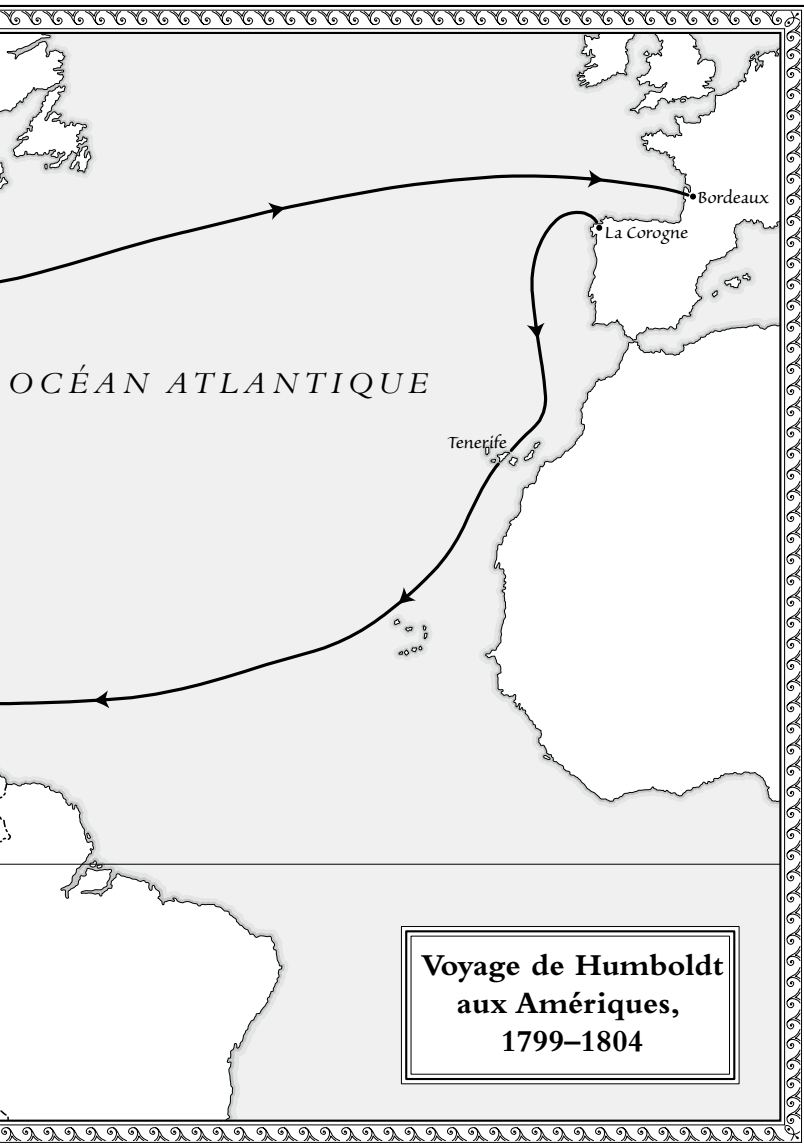 Bordeaux
La Corogne
OCÉAN ATLANTIQUE
Tenerife
Voyage de Humboldt
aux Amériques,
1799–1804